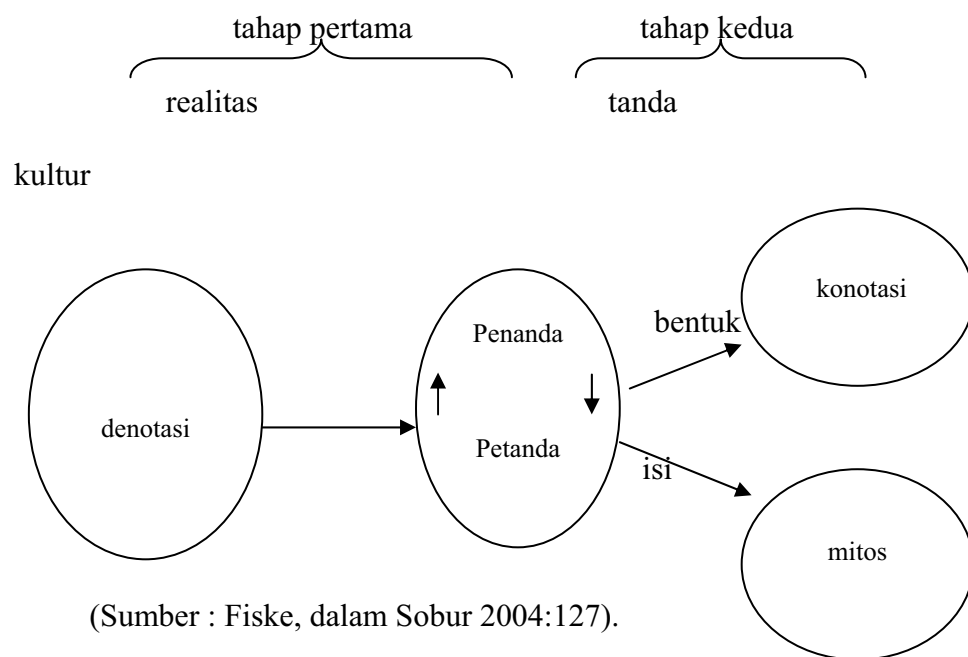 tahap pertama
tahap kedua
realitas
tanda
kultur
konotasi
bentuk
Penanda
denotasi
Petanda
isi
mitos
(Sumber : Fiske, dalam Sobur 2004:127).